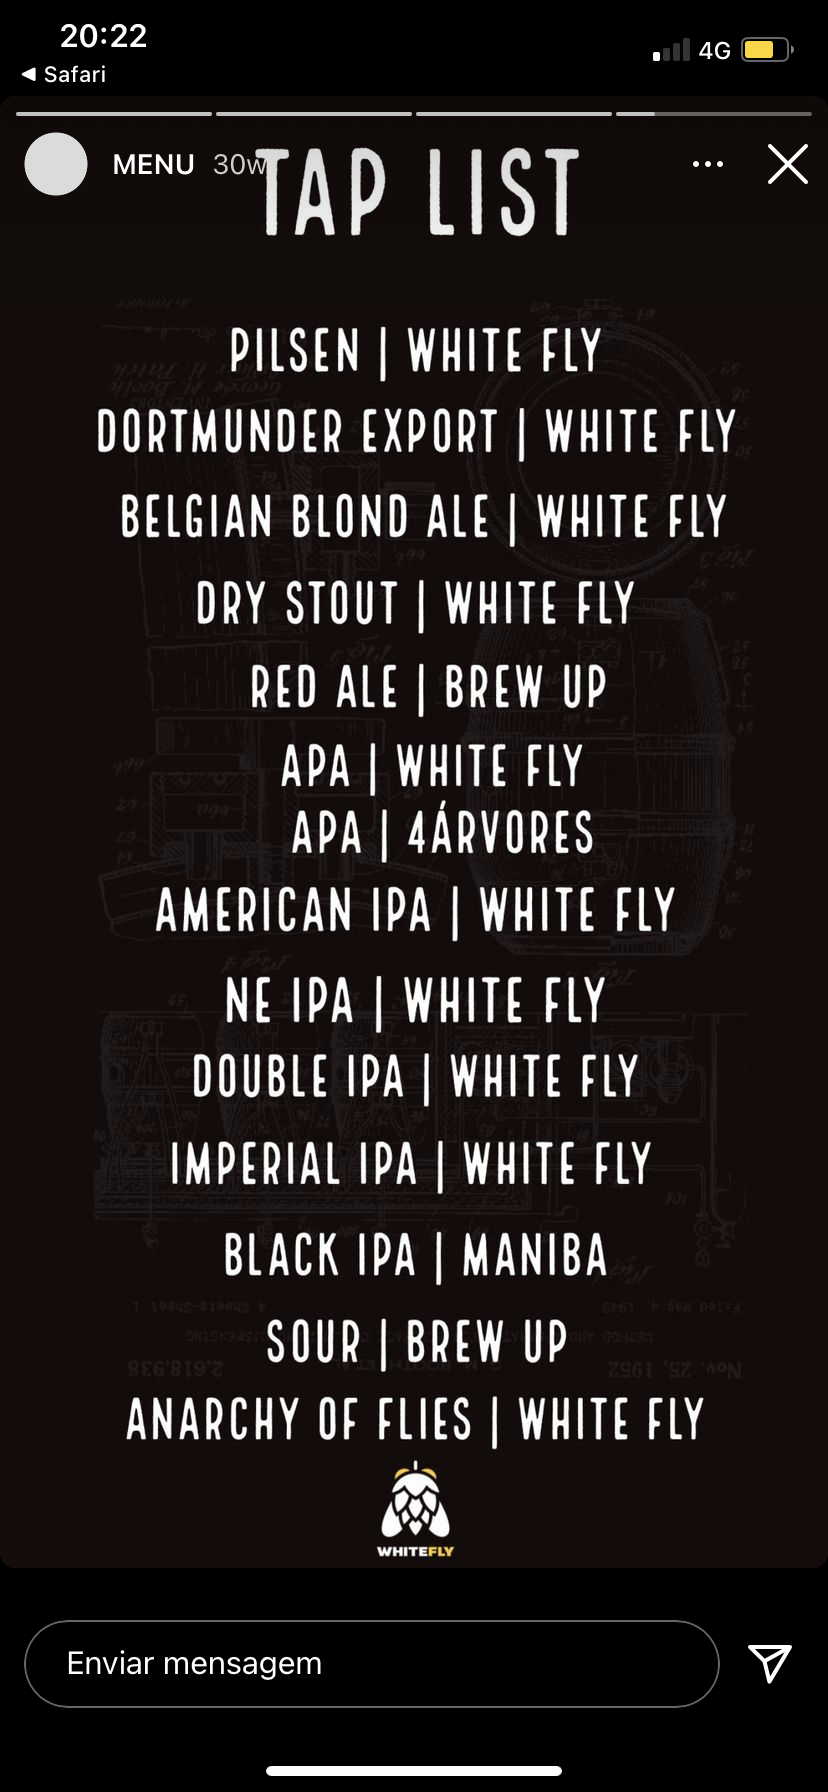 20:22
4G
◀ Safari
MENU 30w
TAP LIST
PILSEN | WHITE FLY
DORTMUNDER EXPORT | WHITE FLY
BELGIAN BLOND ALE | WHITE FLY
DRY STOUT | WHITE FLY
RED ALE | BREW UP
APA | WHITE FLY
APA | 4ÁRVORES
AMERICAN IPA | WHITE FLY
NE IPA | WHITE FLY
DOUBLE IPA | WHITE FLY
IMPERIAL IPA | WHITE FLY
BLACK IPA | MANIBA
SOUR | BREW UP
ANARCHY OF FLIES | WHITE FLY
WHITEFLY
Enviar mensagem